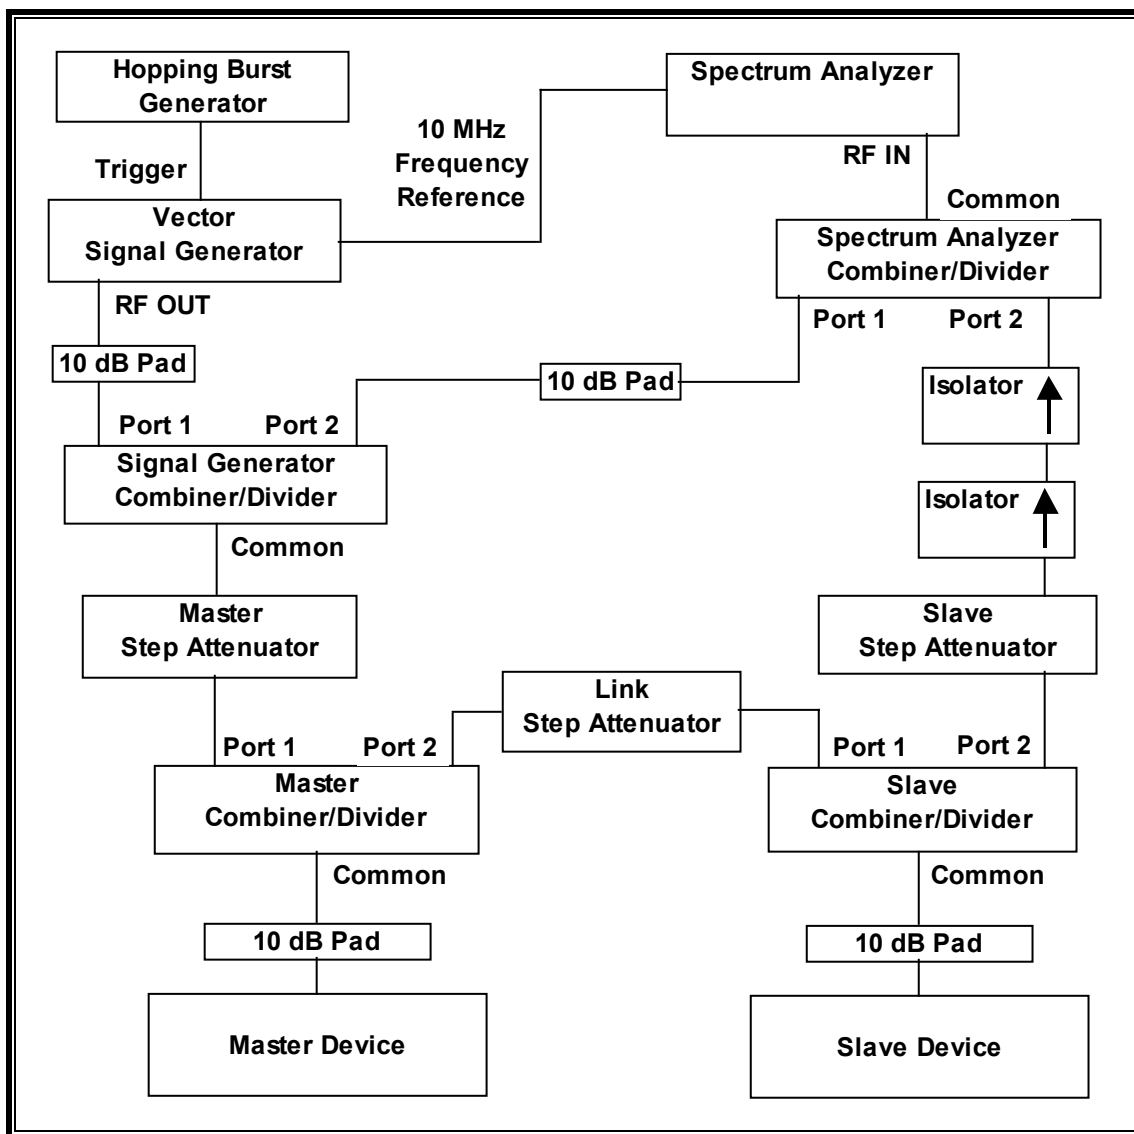 Hopping Burst
Generator
Spectrum Analyzer
10 MHz
Frequency
Reference
Trigger
RF IN
Common
Vector
Signal Generator
Spectrum Analyzer
Combiner/Divider
RF OUT
Port 1
Port 2
10 dB Pad
10 dB Pad
Isolator
Port 1
Port 2
Signal Generator
Combiner/Divider
Isolator
Common
Master
Step Attenuator
Slave
Step Attenuator
Link
Step Attenuator
Port 1
Port 2
Port 1
Port 2
Master
Combiner/Divider
Slave
Combiner/Divider
Common
Common
10 dB Pad
10 dB Pad
Master Device
Slave Device